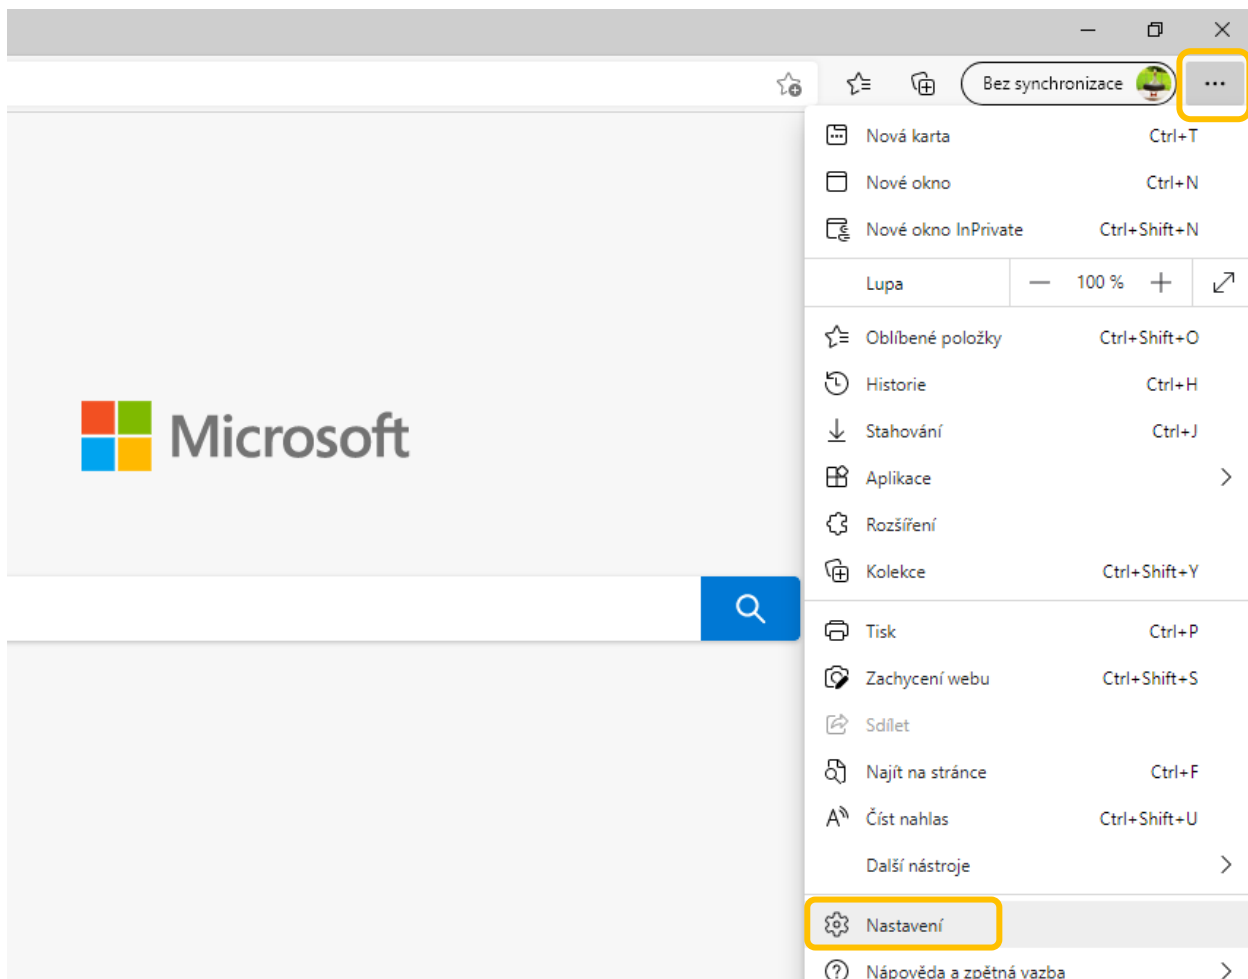 Bez synchronizace
Nová karta Ctrl+T
Nové okno Ctrl+N
Nové okno InPrivate Ctrl+Shift+N
Lupa 100 %
Oblíbené položky Ctrl+Shift+O
Historie Ctrl+H
Microsoft
Stahování Ctrl+J
Aplikace
Rozšíření
Kolekce Ctrl+Shift+Y
Tisk Ctrl+P
Zachycení webu Ctrl+Shift+S
Sdílet
Najít na stránce Ctrl+F
Číst nahlas Ctrl+Shift+U
Další nástroje
Nastavení
Nápověda a zpětná vazba